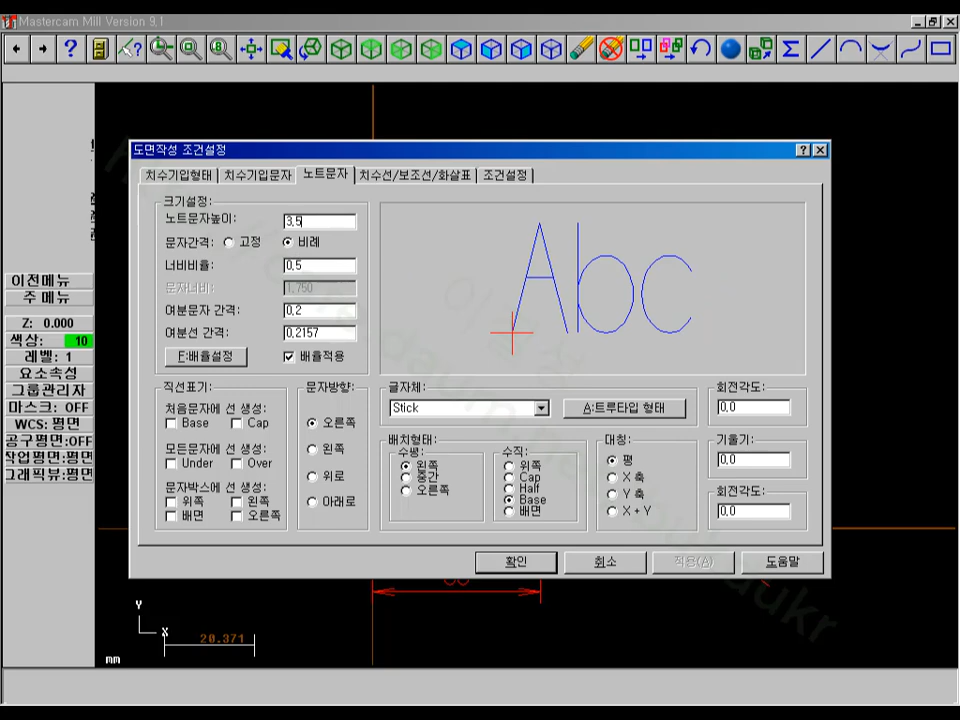 Mastercam Mill Version 9.1
도면작성 조건설정
치수기입형태 치수기입문자 노트문자 치수선/보조선/화살표 조건설정
크기설정:
노트문자높이: 3.5
문자간격: 고정 비례
너비비율: 0.5
문자너비: 1.750
여분문자 간격: 0.2
여분선 간격: 0.2157
F:배율설정 배율적용
Abc
직선표기:
처음문자에 선 생성:
Base Cap
모든문자에 선 생성:
Under Over
문자박스에 선 생성:
위쪽 왼쪽
배면 오른쪽
문자방향:
오른쪽
왼쪽
위로
아래로
글자체:
Stick A:트루타입 형태
배치형태:
수평:
왼쪽
중간
오른쪽
수직:
위쪽
Cap
Half
Base
배면
대칭:
평
X 축
Y 축
X + Y
회전각도:
0.0
기울기:
0.0
회전각도:
0.0
확인 취소 적용(A) 도움말
이전메뉴
주 메뉴
Z: 0.000
색상: 10
레벨: 1
요소속성
그룹관리자
마스크: OFF
WCS: 평면
공구평면:OFF
작업평면:평면
그래픽뷰:평면
Y
X
20.371
mm